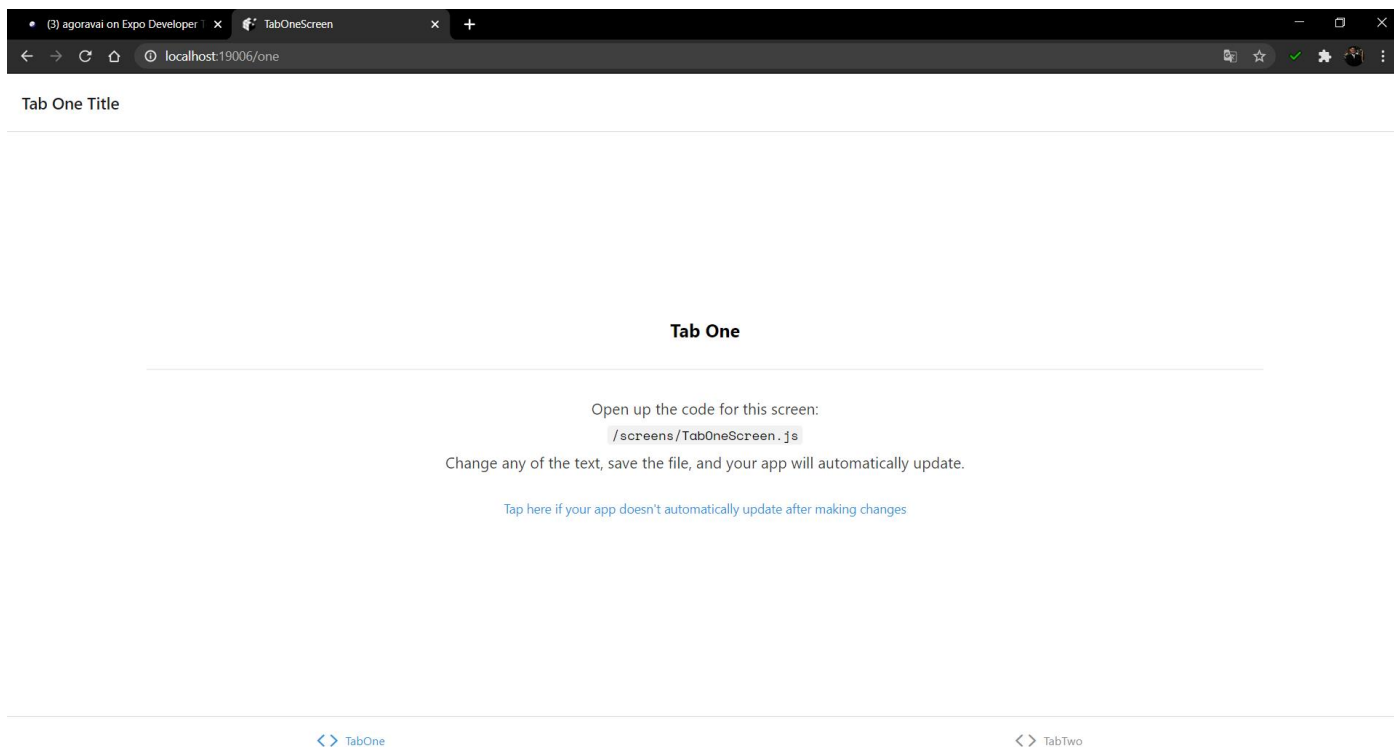 (3) agoravai on Expo Developer T
TabOneScreen
localhost:19006/one
Tab One Title
Tab One
Open up the code for this screen:
/screens/TabOneScreen.js
Change any of the text, save the file, and your app will automatically update.
Tap here if your app doesn't automatically update after making changes
<> TabOne
<> TabTwo